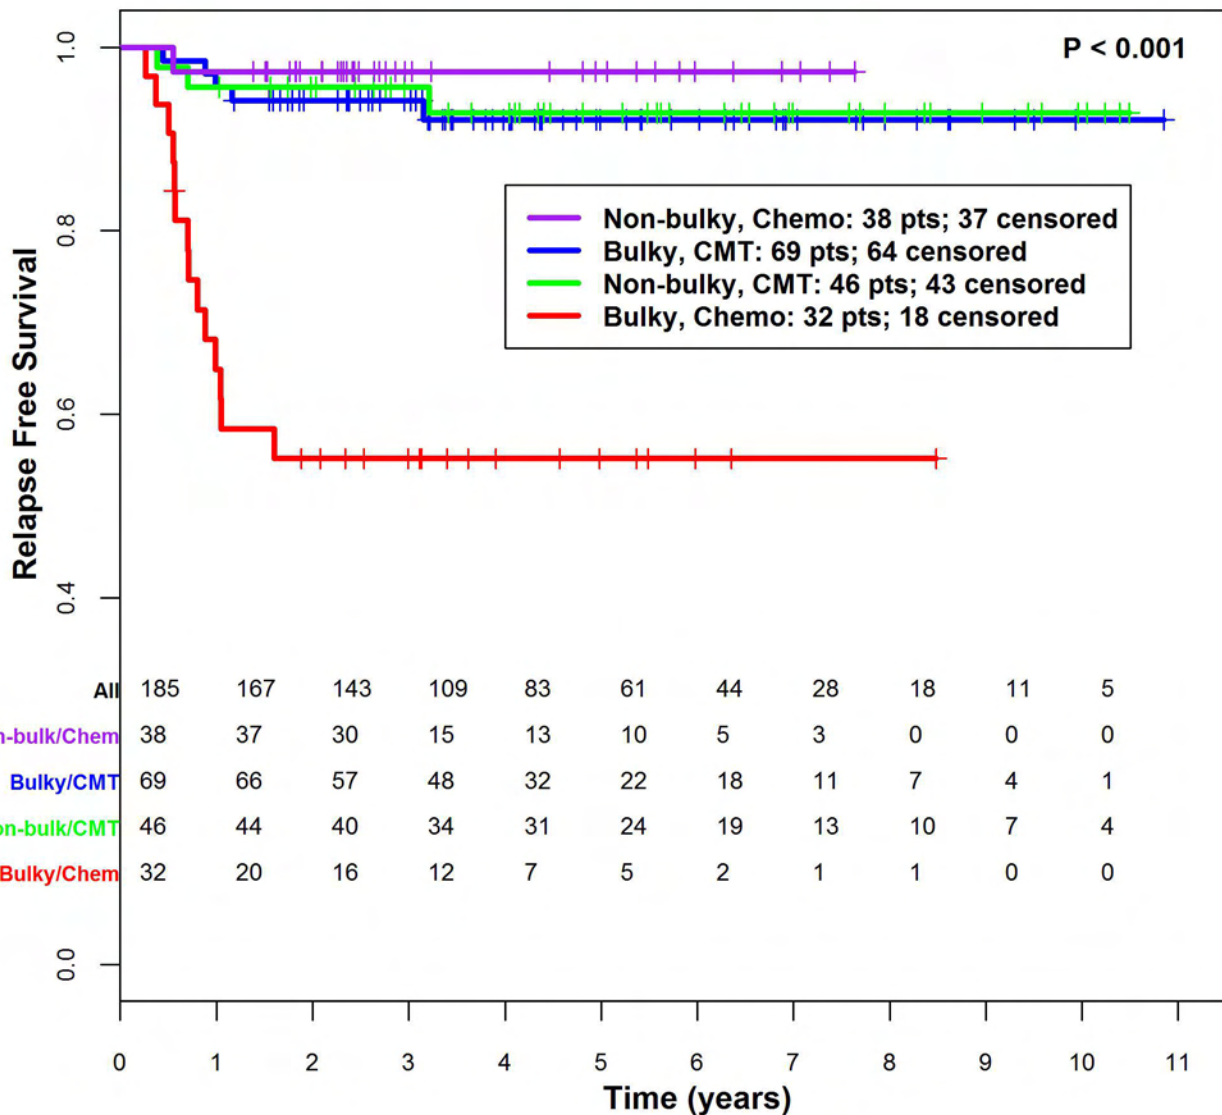 P < 0.001
1.0
0.8
0.6
0.4
0.0
Relapse Free Survival
Non-bulky, Chemo: 38 pts; 37 censored
Bulky, CMT: 69 pts; 64 censored
Non-bulky, CMT: 46 pts; 43 censored
Bulky, Chemo: 32 pts; 18 censored
All 185 167 143 109 83 61 44 28 18 11 5
n-bulk/Chem 38 37 30 15 13 10 5 3 0 0 0
Bulky/CMT 69 66 57 48 32 22 18 11 7 4 1
on-bulk/CMT 46 44 40 34 31 24 19 13 10 7 4
Bulky/Chem 32 20 16 12 7 5 2 1 1 0 0
0 1 2 3 4 5 6 7 8 9 10 11
Time (years)